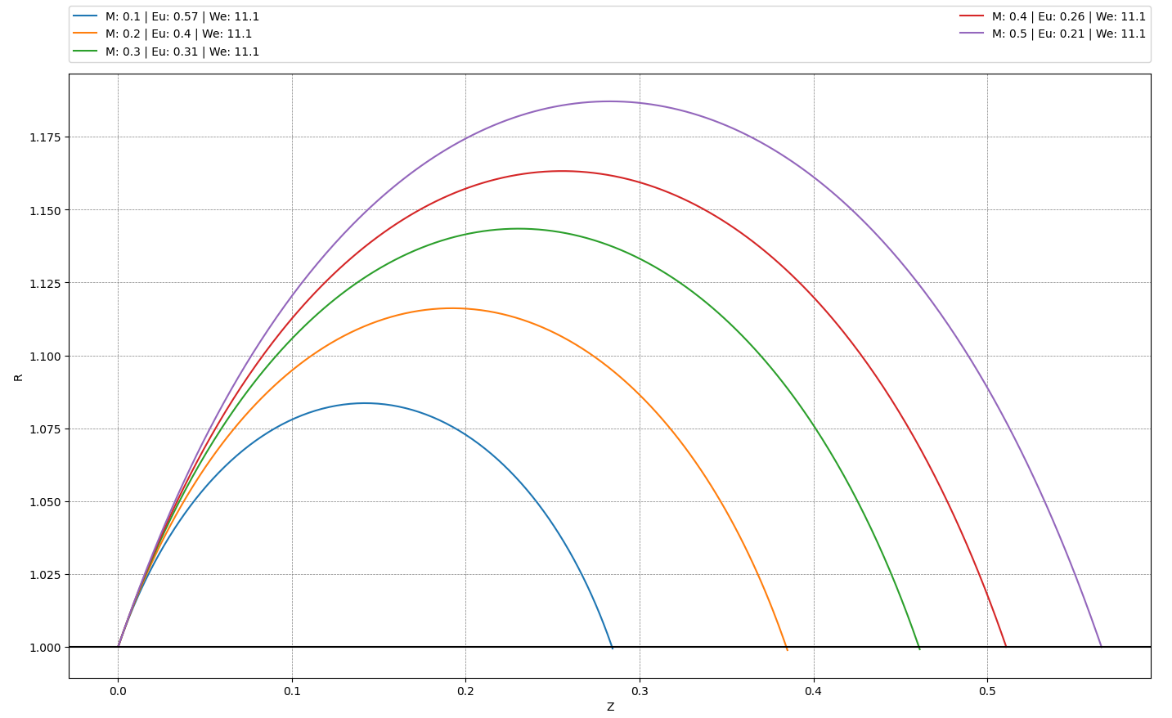 M: 0.1 | Eu: 0.57 | We: 11.1
M: 0.2 | Eu: 0.4 | We: 11.1
M: 0.3 | Eu: 0.31 | We: 11.1
M: 0.4 | Eu: 0.26 | We: 11.1
M: 0.5 | Eu: 0.21 | We: 11.1
1.175
1.150
1.125
1.100
1.075
1.050
1.025
1.000
R
0.0 0.1 0.2 0.3 0.4 0.5
Z